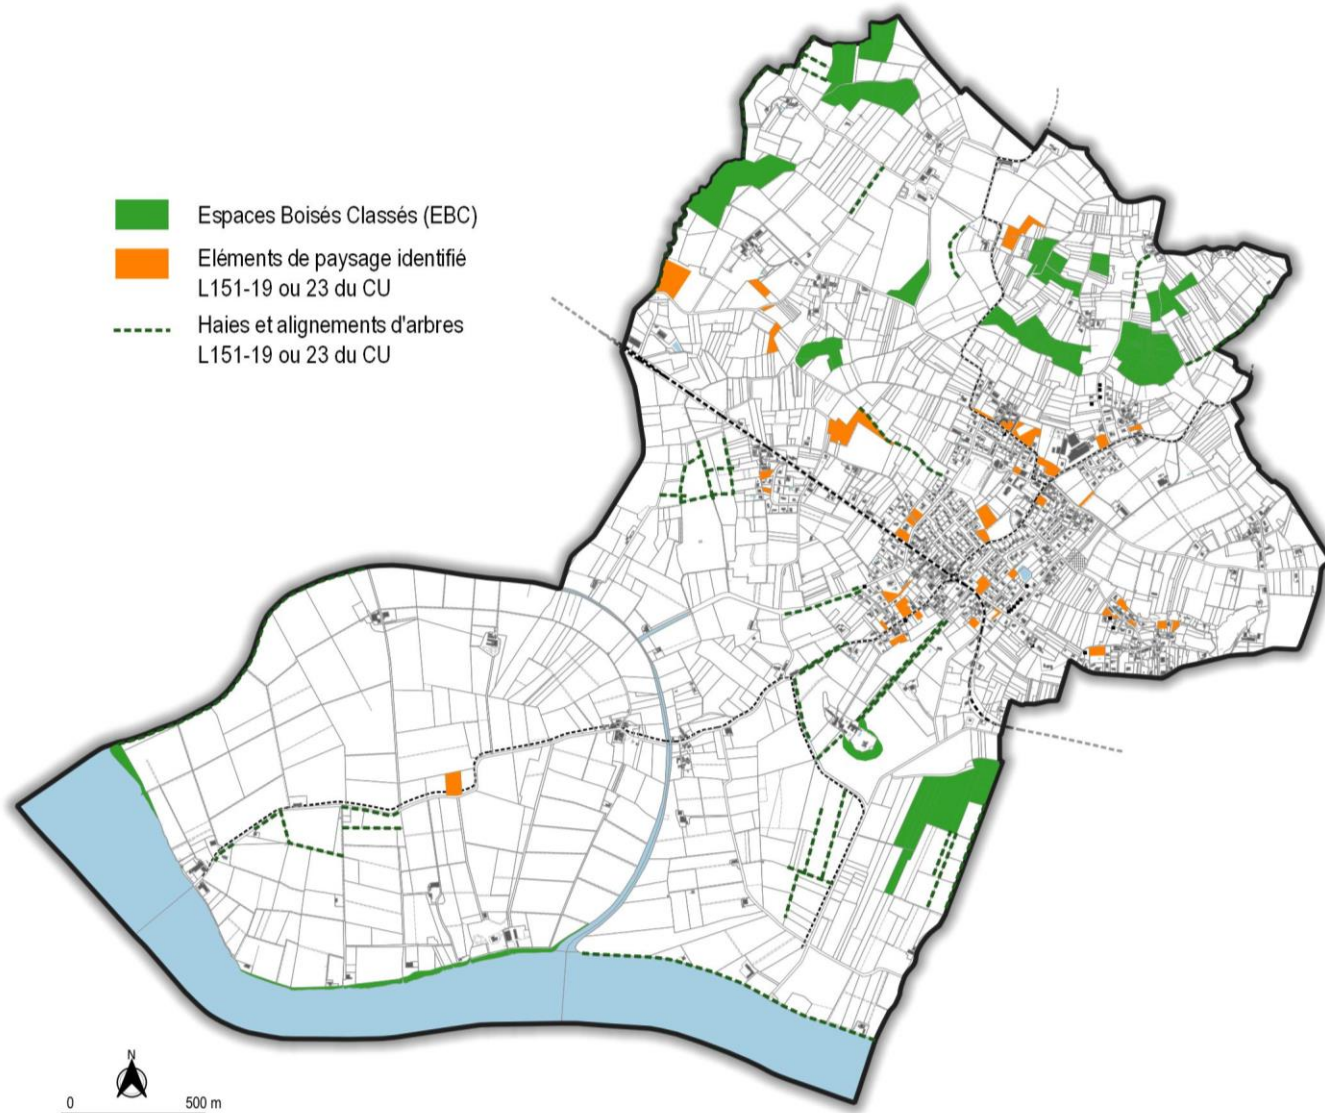 Espaces Boisés Classés (EBC)
Eléments de paysage identifié
L151-19 ou 23 du CU
Haies et alignements d'arbres
L151-19 ou 23 du CU
N
0 500 m